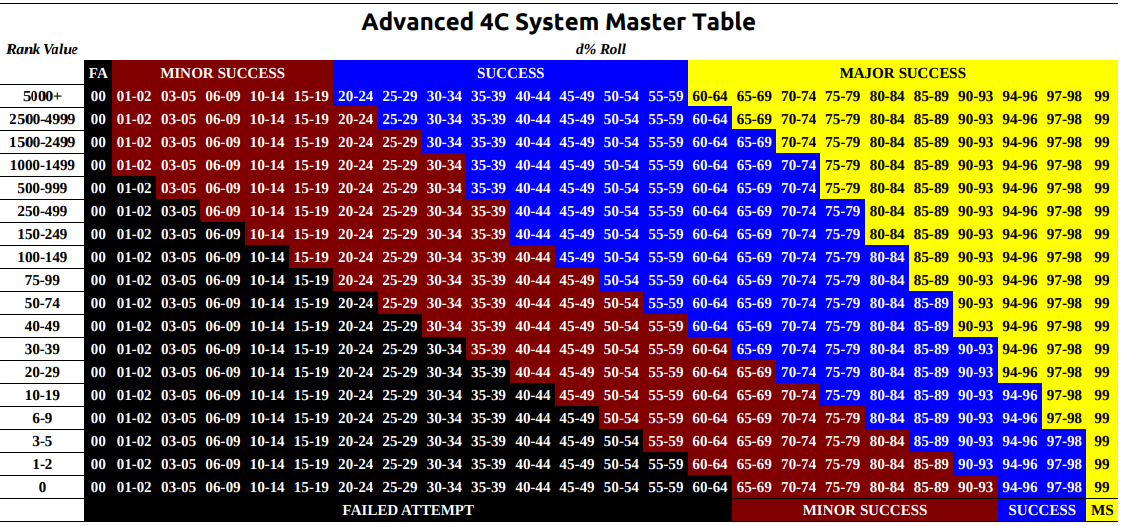 Advanced 4C System Master Table
Rank Value d% Roll
FA MINOR SUCCESS SUCCESS MAJOR SUCCESS
5000+ 00 01-02 03-05 06-09 10-14 15-19 20-24 25-29 30-34 35-39 40-44 45-49 50-54 55-59 60-64 65-69 70-74 75-79 80-84 85-89 90-93 94-96 97-98 99
2500-4999 00 01-02 03-05 06-09 10-14 15-19 20-24 25-29 30-34 35-39 40-44 45-49 50-54 55-59 60-64 65-69 70-74 75-79 80-84 85-89 90-93 94-96 97-98 99
1500-2499 00 01-02 03-05 06-09 10-14 15-19 20-24 25-29 30-34 35-39 40-44 45-49 50-54 55-59 60-64 65-69 70-74 75-79 80-84 85-89 90-93 94-96 97-98 99
1000-1499 00 01-02 03-05 06-09 10-14 15-19 20-24 25-29 30-34 35-39 40-44 45-49 50-54 55-59 60-64 65-69 70-74 75-79 80-84 85-89 90-93 94-96 97-98 99
500-999 00 01-02 03-05 06-09 10-14 15-19 20-24 25-29 30-34 35-39 40-44 45-49 50-54 55-59 60-64 65-69 70-74 75-79 80-84 85-89 90-93 94-96 97-98 99
250-499 00 01-02 03-05 06-09 10-14 15-19 20-24 25-29 30-34 35-39 40-44 45-49 50-54 55-59 60-64 65-69 70-74 75-79 80-84 85-89 90-93 94-96 97-98 99
150-249 00 01-02 03-05 06-09 10-14 15-19 20-24 25-29 30-34 35-39 40-44 45-49 50-54 55-59 60-64 65-69 70-74 75-79 80-84 85-89 90-93 94-96 97-98 99
100-149 00 01-02 03-05 06-09 10-14 15-19 20-24 25-29 30-34 35-39 40-44 45-49 50-54 55-59 60-64 65-69 70-74 75-79 80-84 85-89 90-93 94-96 97-98 99
75-99 00 01-02 03-05 06-09 10-14 15-19 20-24 25-29 30-34 35-39 40-44 45-49 50-54 55-59 60-64 65-69 70-74 75-79 80-84 85-89 90-93 94-96 97-98 99
50-74 00 01-02 03-05 06-09 10-14 15-19 20-24 25-29 30-34 35-39 40-44 45-49 50-54 55-59 60-64 65-69 70-74 75-79 80-84 85-89 90-93 94-96 97-98 99
40-49 00 01-02 03-05 06-09 10-14 15-19 20-24 25-29 30-34 35-39 40-44 45-49 50-54 55-59 60-64 65-69 70-74 75-79 80-84 85-89 90-93 94-96 97-98 99
30-39 00 01-02 03-05 06-09 10-14 15-19 20-24 25-29 30-34 35-39 40-44 45-49 50-54 55-59 60-64 65-69 70-74 75-79 80-84 85-89 90-93 94-96 97-98 99
20-29 00 01-02 03-05 06-09 10-14 15-19 20-24 25-29 30-34 35-39 40-44 45-49 50-54 55-59 60-64 65-69 70-74 75-79 80-84 85-89 90-93 94-96 97-98 99
10-19 00 01-02 03-05 06-09 10-14 15-19 20-24 25-29 30-34 35-39 40-44 45-49 50-54 55-59 60-64 65-69 70-74 75-79 80-84 85-89 90-93 94-96 97-98 99
6-9 00 01-02 03-05 06-09 10-14 15-19 20-24 25-29 30-34 35-39 40-44 45-49 50-54 55-59 60-64 65-69 70-74 75-79 80-84 85-89 90-93 94-96 97-98 99
3-5 00 01-02 03-05 06-09 10-14 15-19 20-24 25-29 30-34 35-39 40-44 45-49 50-54 55-59 60-64 65-69 70-74 75-79 80-84 85-89 90-93 94-96 97-98 99
1-2 00 01-02 03-05 06-09 10-14 15-19 20-24 25-29 30-34 35-39 40-44 45-49 50-54 55-59 60-64 65-69 70-74 75-79 80-84 85-89 90-93 94-96 97-98 99
0 00 01-02 03-05 06-09 10-14 15-19 20-24 25-29 30-34 35-39 40-44 45-49 50-54 55-59 60-64 65-69 70-74 75-79 80-84 85-89 90-93 94-96 97-98 99
FAILED ATTEMPT MINOR SUCCESS SUCCESS MS